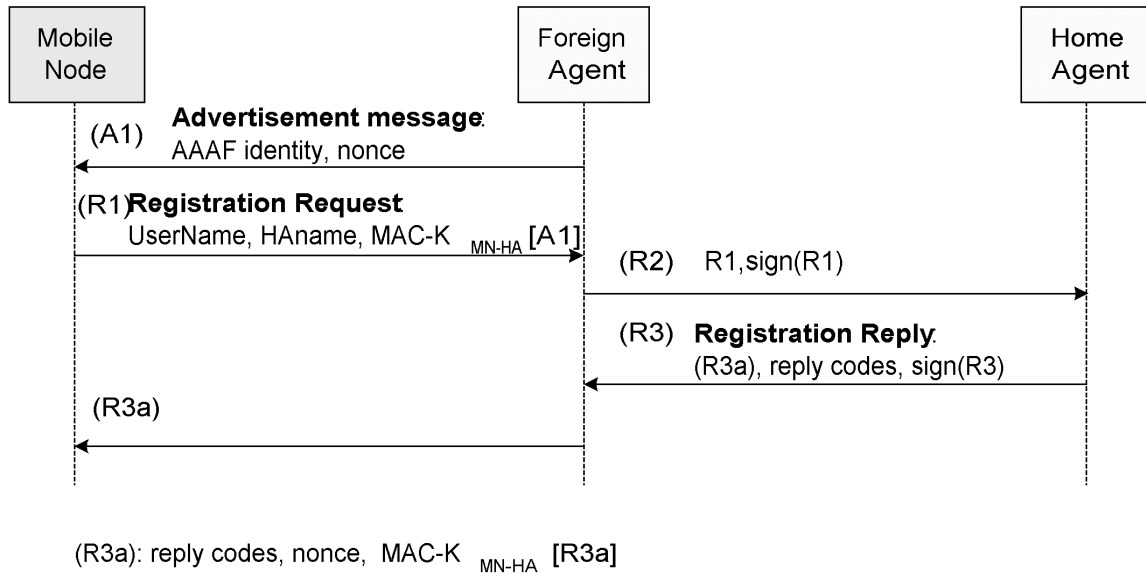 Mobile
Node
Foreign
Agent
Home
Agent
(A1) Advertisement message:
AAAF identity, nonce
(R1) Registration Request
UserName, HAname, MAC-K MN-HA [A1]
(R2) R1,sign(R1)
(R3) Registration Reply:
(R3a), reply codes, sign(R3)
(R3a)
(R3a): reply codes, nonce, MAC-K MN-HA [R3a]